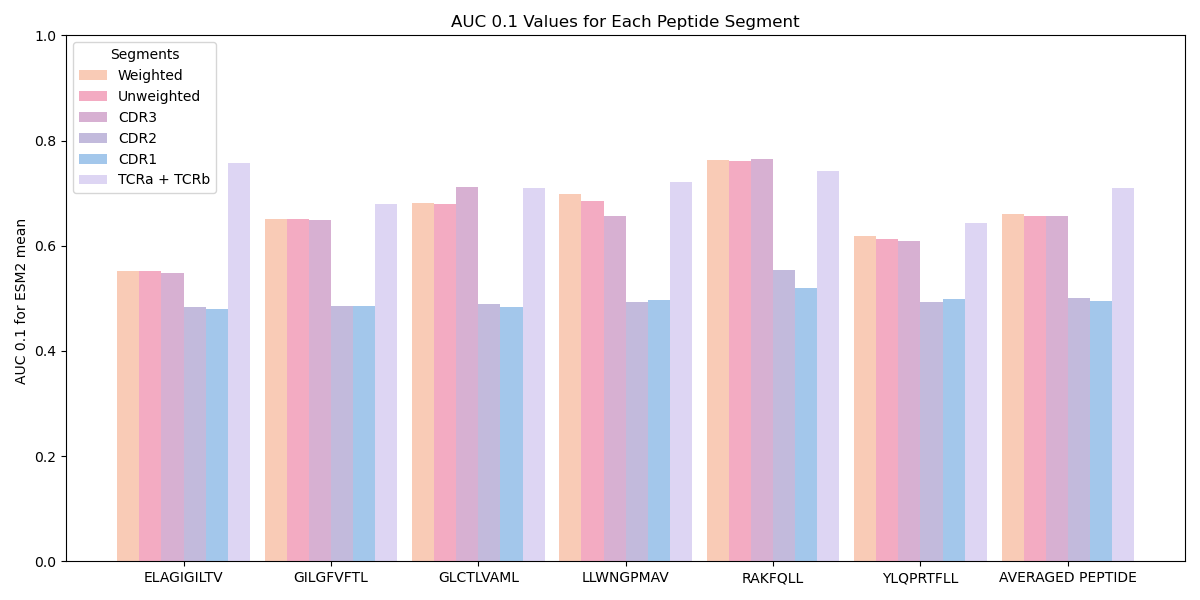 AUC 0.1 Values for Each Peptide Segment
AUC 0.1 for ESM2 mean
1.0
0.8
0.6
0.4
0.2
0.0
Segments
Weighted
Unweighted
CDR3
CDR2
CDR1
TCRa + TCRb
ELAGIGILTV
GILGFVFTL
GLCTLVAML
LLWNGPMAV
RAKFQLL
YLQPRTFLL
AVERAGED PEPTIDE